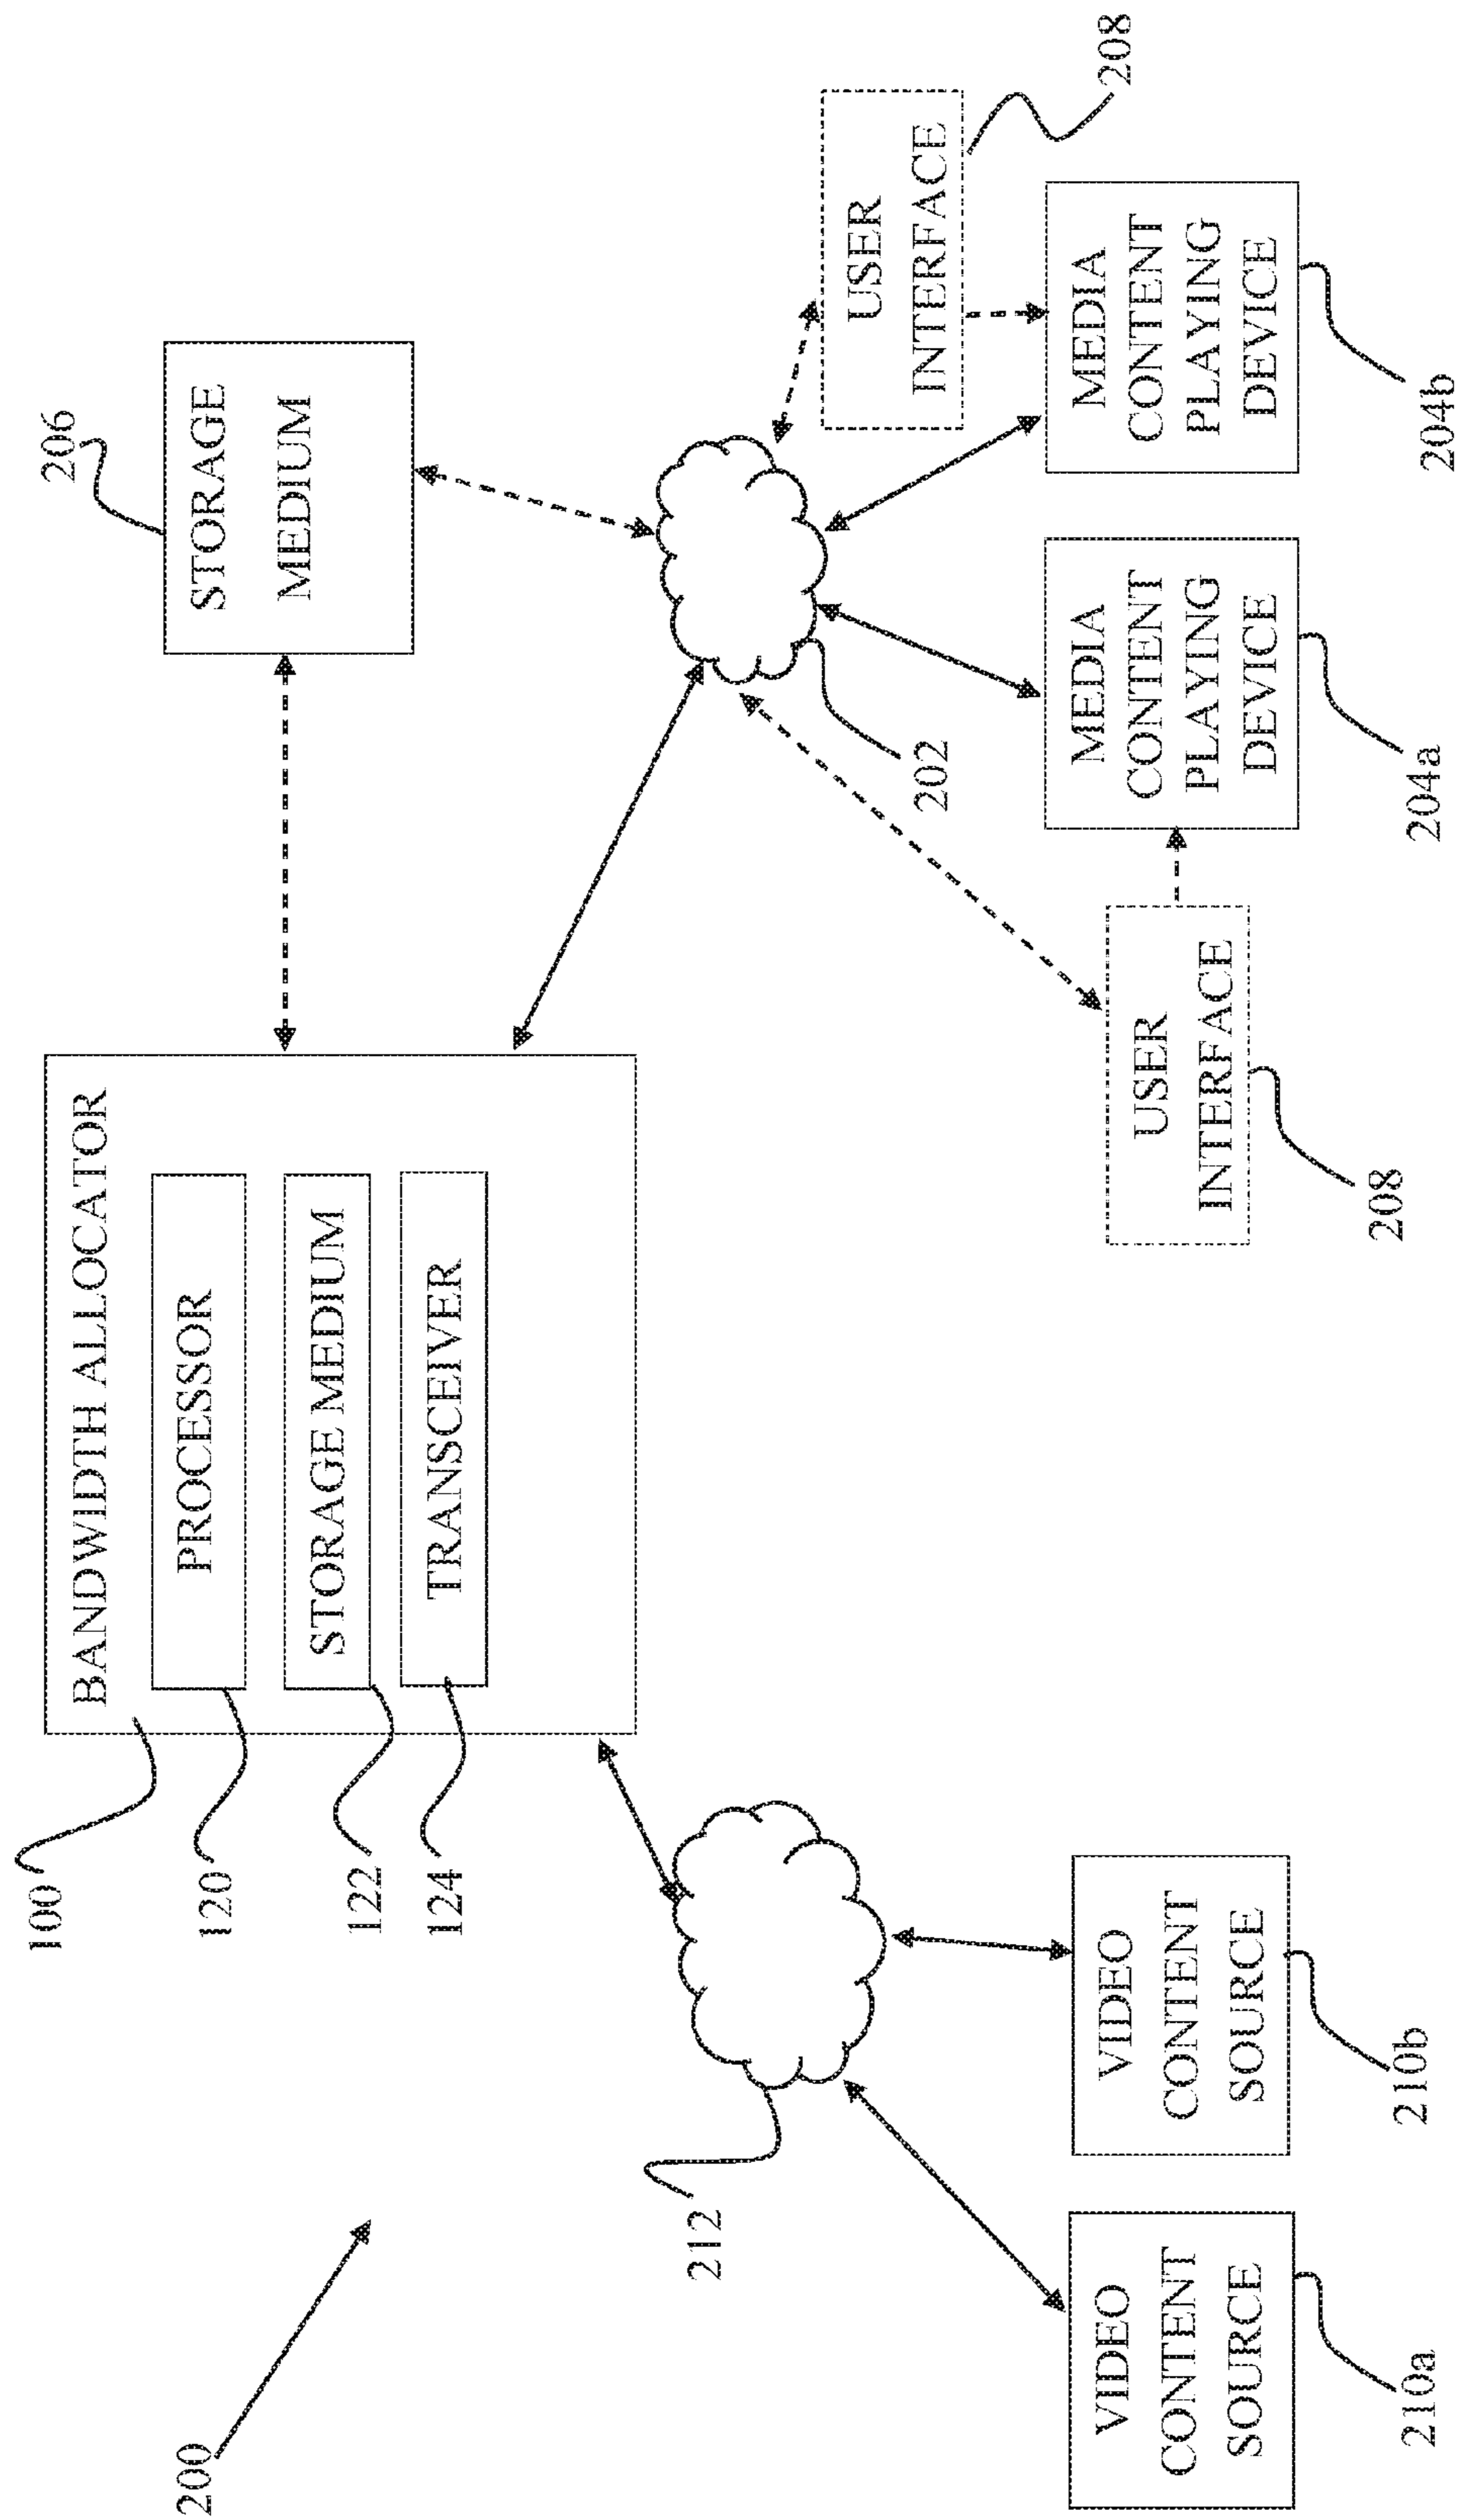 200
100
BANDWIDTH ALLOCATOR
120
PROCESSOR
122
STORAGE MEDIUM
124
TRANSCEIVER
206
STORAGE
MEDIUM
212
202
USER
INTERFACE
208
VIDEO
CONTENT
SOURCE
210a
VIDEO
CONTENT
SOURCE
210b
USER
INTERFACE
208
MEDIA
CONTENT
PLAYING
DEVICE
204a
MEDIA
CONTENT
PLAYING
DEVICE
204b